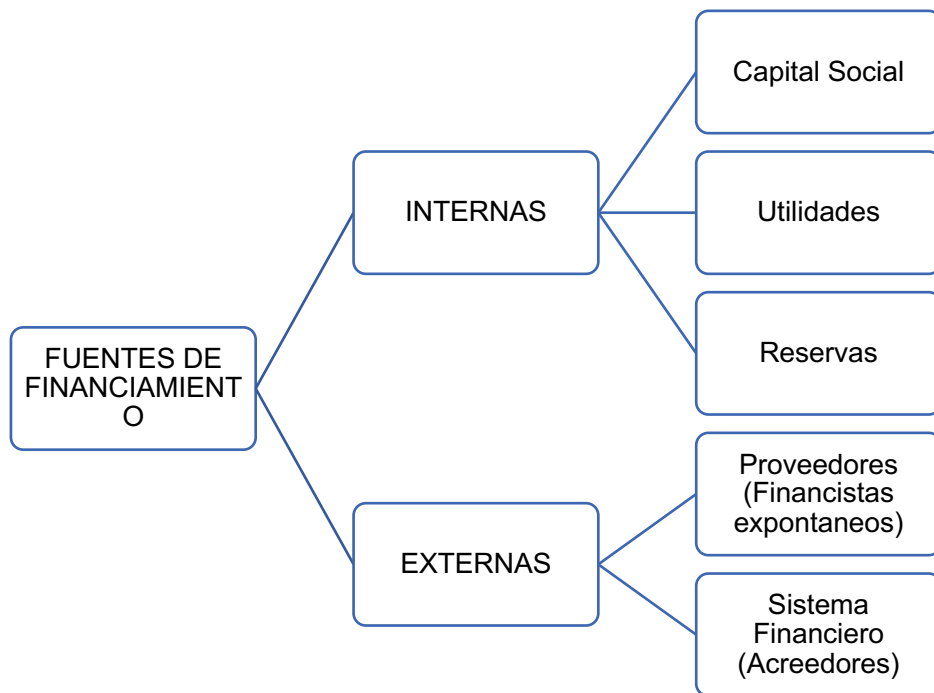 Capital Social
INTERNAS
Utilidades
Reservas
FUENTES DE
FINANCIAMIENT
O
EXTERNAS
Proveedores
(Financistas
expontaneos)
Sistema
Financiero
(Acreedores)